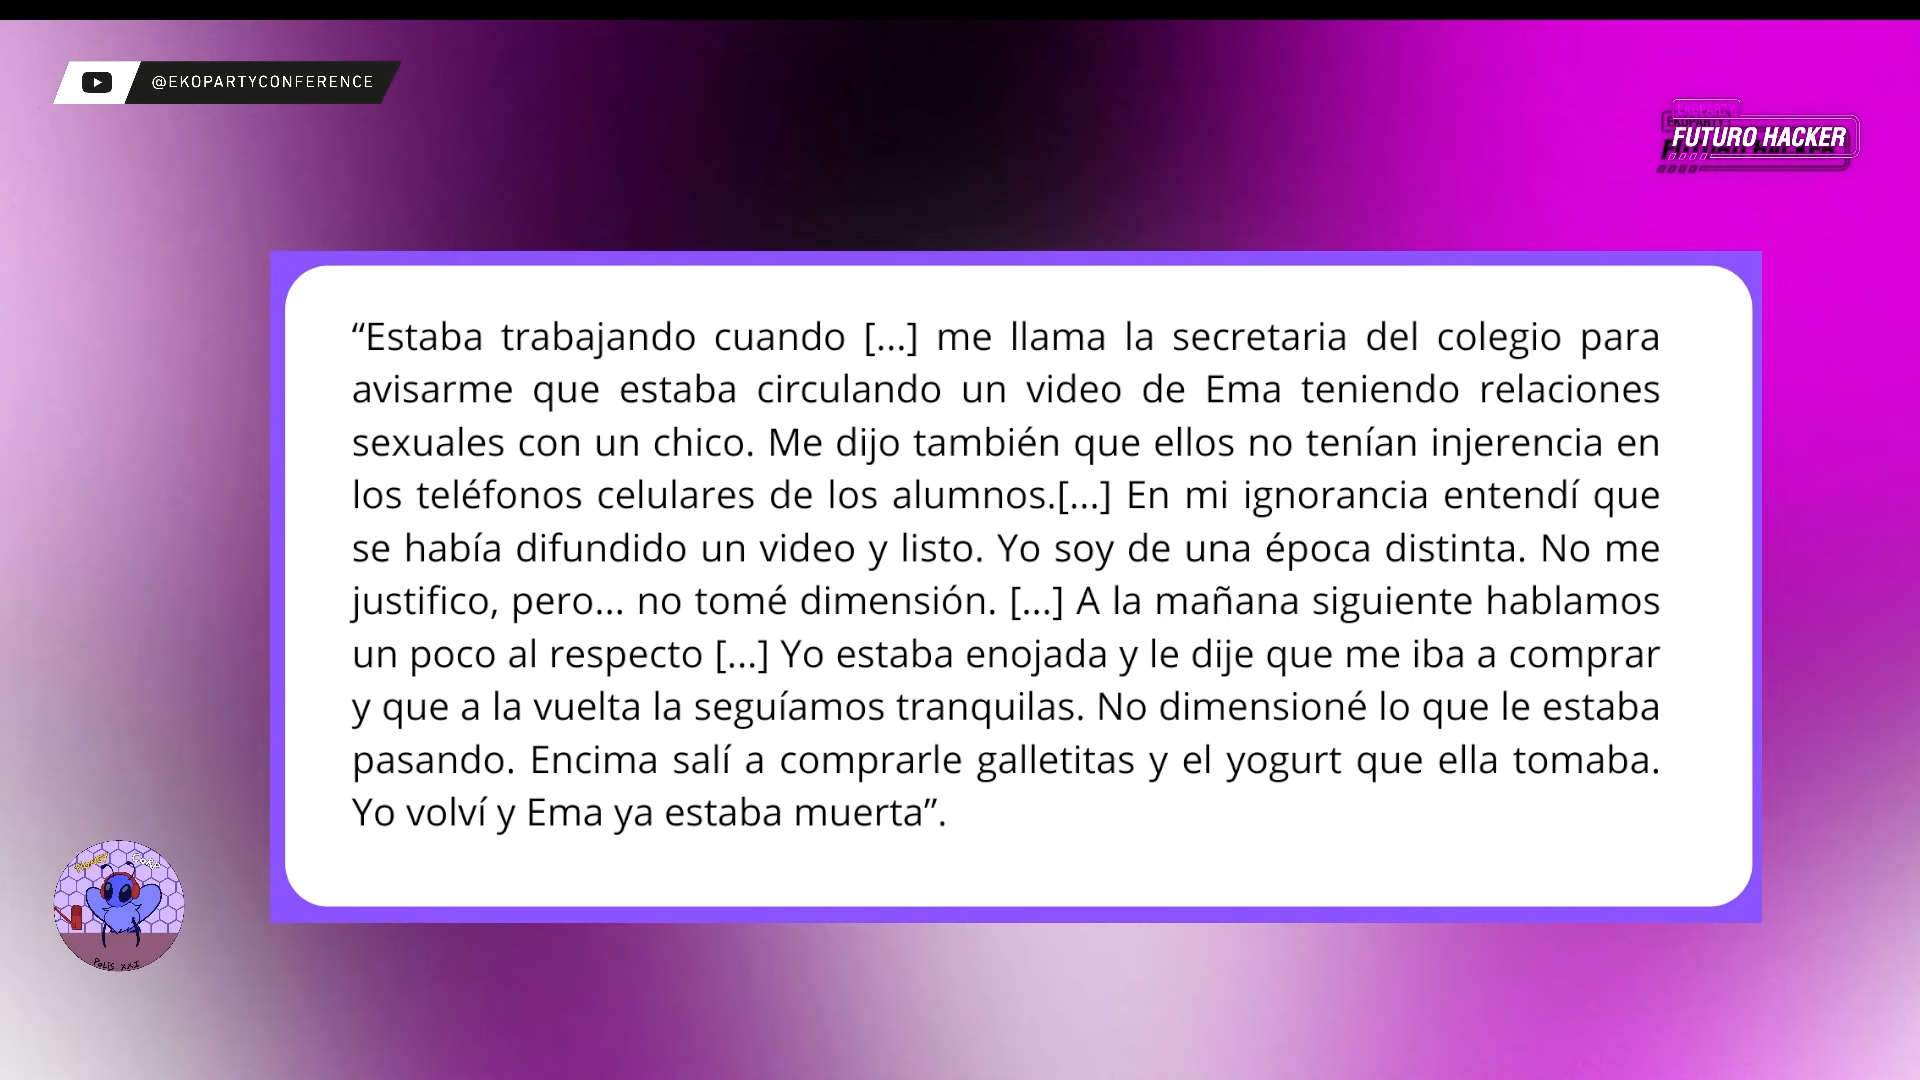 @EKOPARTYCONFERENCE
EKOPARTY
FUTURO HACKER
“Estaba trabajando cuando [...] me llama la secretaria del colegio para
avisarme que estaba circulando un video de Ema teniendo relaciones
sexuales con un chico. Me dijo también que ellos no tenían injerencia en
los teléfonos celulares de los alumnos.[...] En mi ignorancia entendí que
se había difundido un video y listo. Yo soy de una época distinta. No me
justifico, pero... no tomé dimensión. [...] A la mañana siguiente hablamos
un poco al respecto [...] Yo estaba enojada y le dije que me iba a comprar
y que a la vuelta la seguíamos tranquilas. No dimensioné lo que le estaba
pasando. Encima salí a comprarle galletitas y el yogurt que ella tomaba.
Yo volví y Ema ya estaba muerta”.
HONEY CORP
Polis XXI